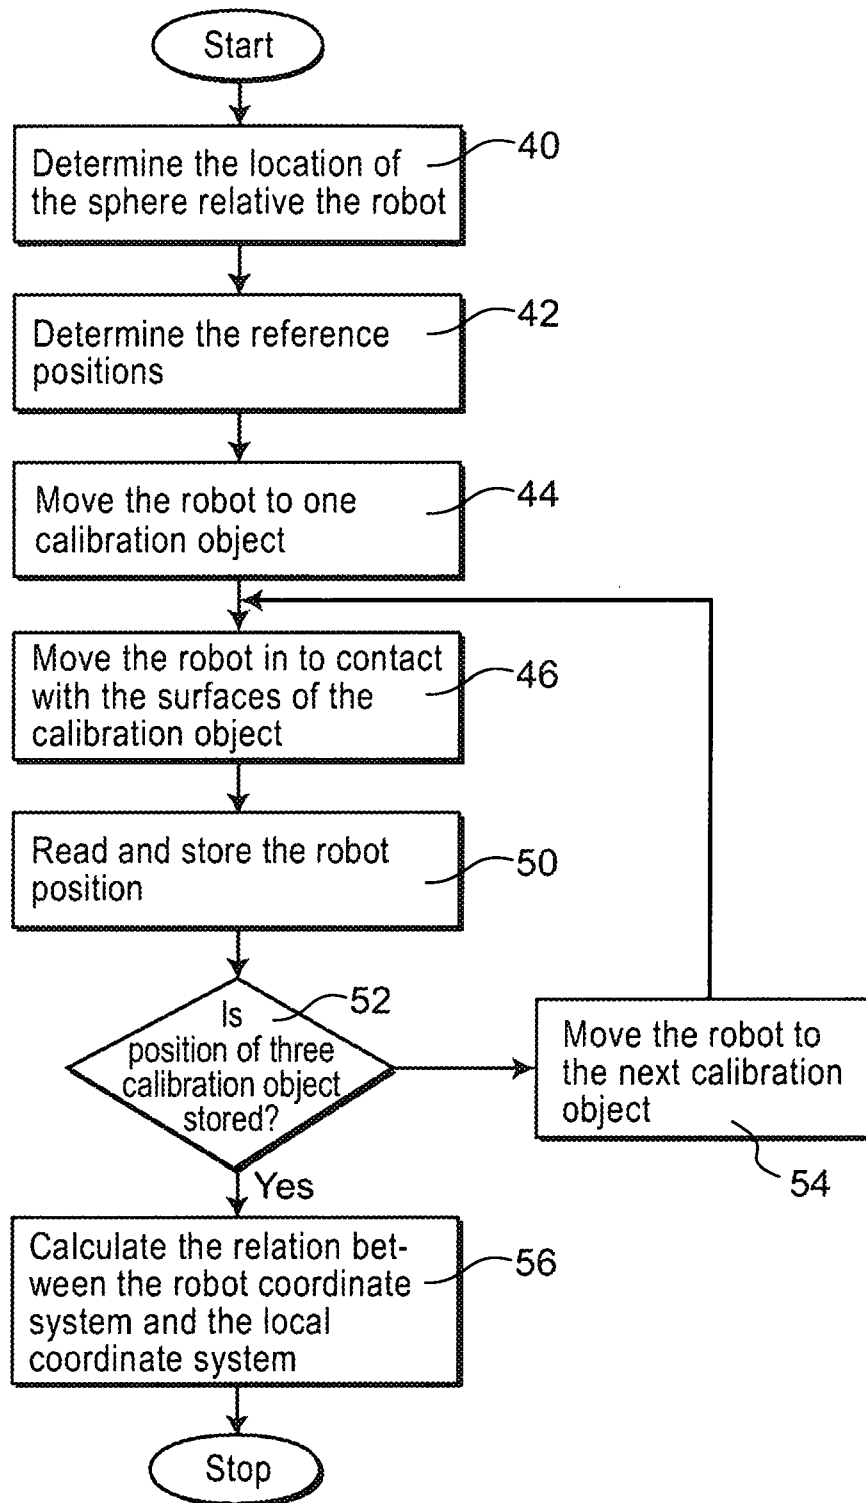 Start
Determine the location of
the sphere relative the robot
40
Determine the reference
positions
42
Move the robot to one
calibration object
44
Move the robot in to contact
with the surfaces of the
calibration object
46
Read and store the robot
position
50
Is
position of three
calibration object
stored?
52
Move the robot to
the next calibration
object
54
Yes
Calculate the relation bet-
ween the robot coordinate
system and the local
coordinate system
56
Stop